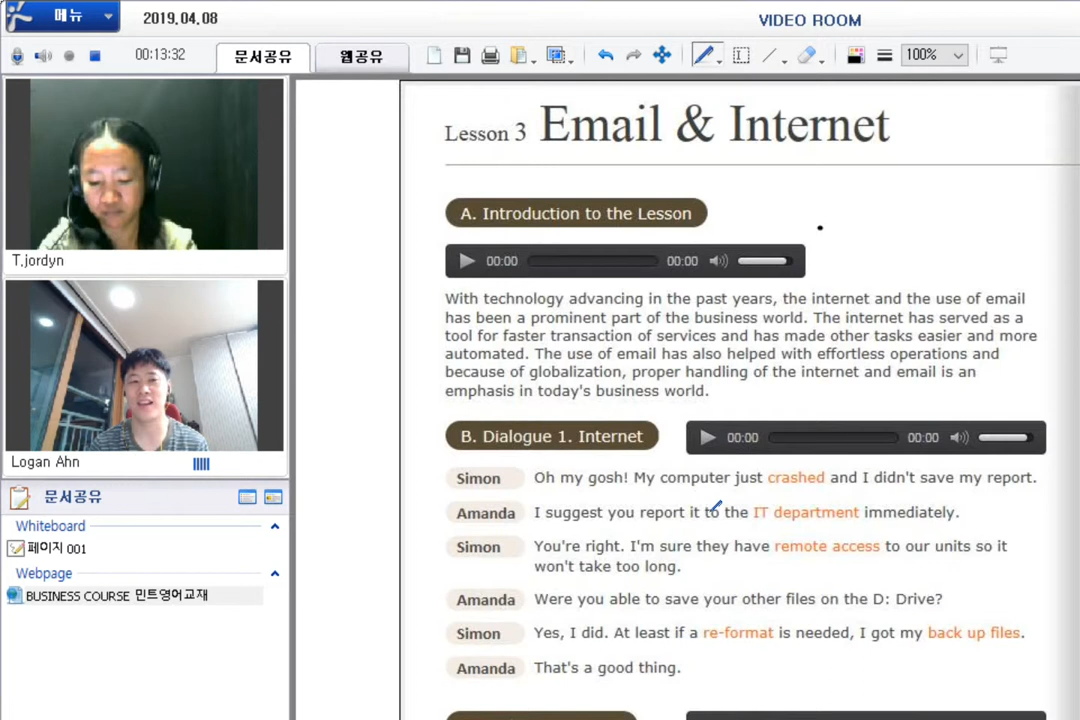 메뉴
2019.04.08
VIDEO ROOM
00:13:32
문서공유
웹공유
100%
T.jordyn
Logan Ahn
문서공유
Whiteboard
페이지 001
Webpage
BUSINESS COURSE 민트영어교재
Lesson 3 Email & Internet
A. Introduction to the Lesson
00:00 00:00
With technology advancing in the past years, the internet and the use of email
has been a prominent part of the business world. The internet has served as a
tool for faster transaction of services and has made other tasks easier and more
automated. The use of email has also helped with effortless operations and
because of globalization, proper handling of the internet and email is an
emphasis in today's business world.
B. Dialogue 1. Internet
00:00 00:00
Simon Oh my gosh! My computer just crashed and I didn't save my report.
Amanda I suggest you report it to the IT department immediately.
Simon You're right. I'm sure they have remote access to our units so it
won't take too long.
Amanda Were you able to save your other files on the D: Drive?
Simon Yes, I did. At least if a re-format is needed, I got my back up files.
Amanda That's a good thing.